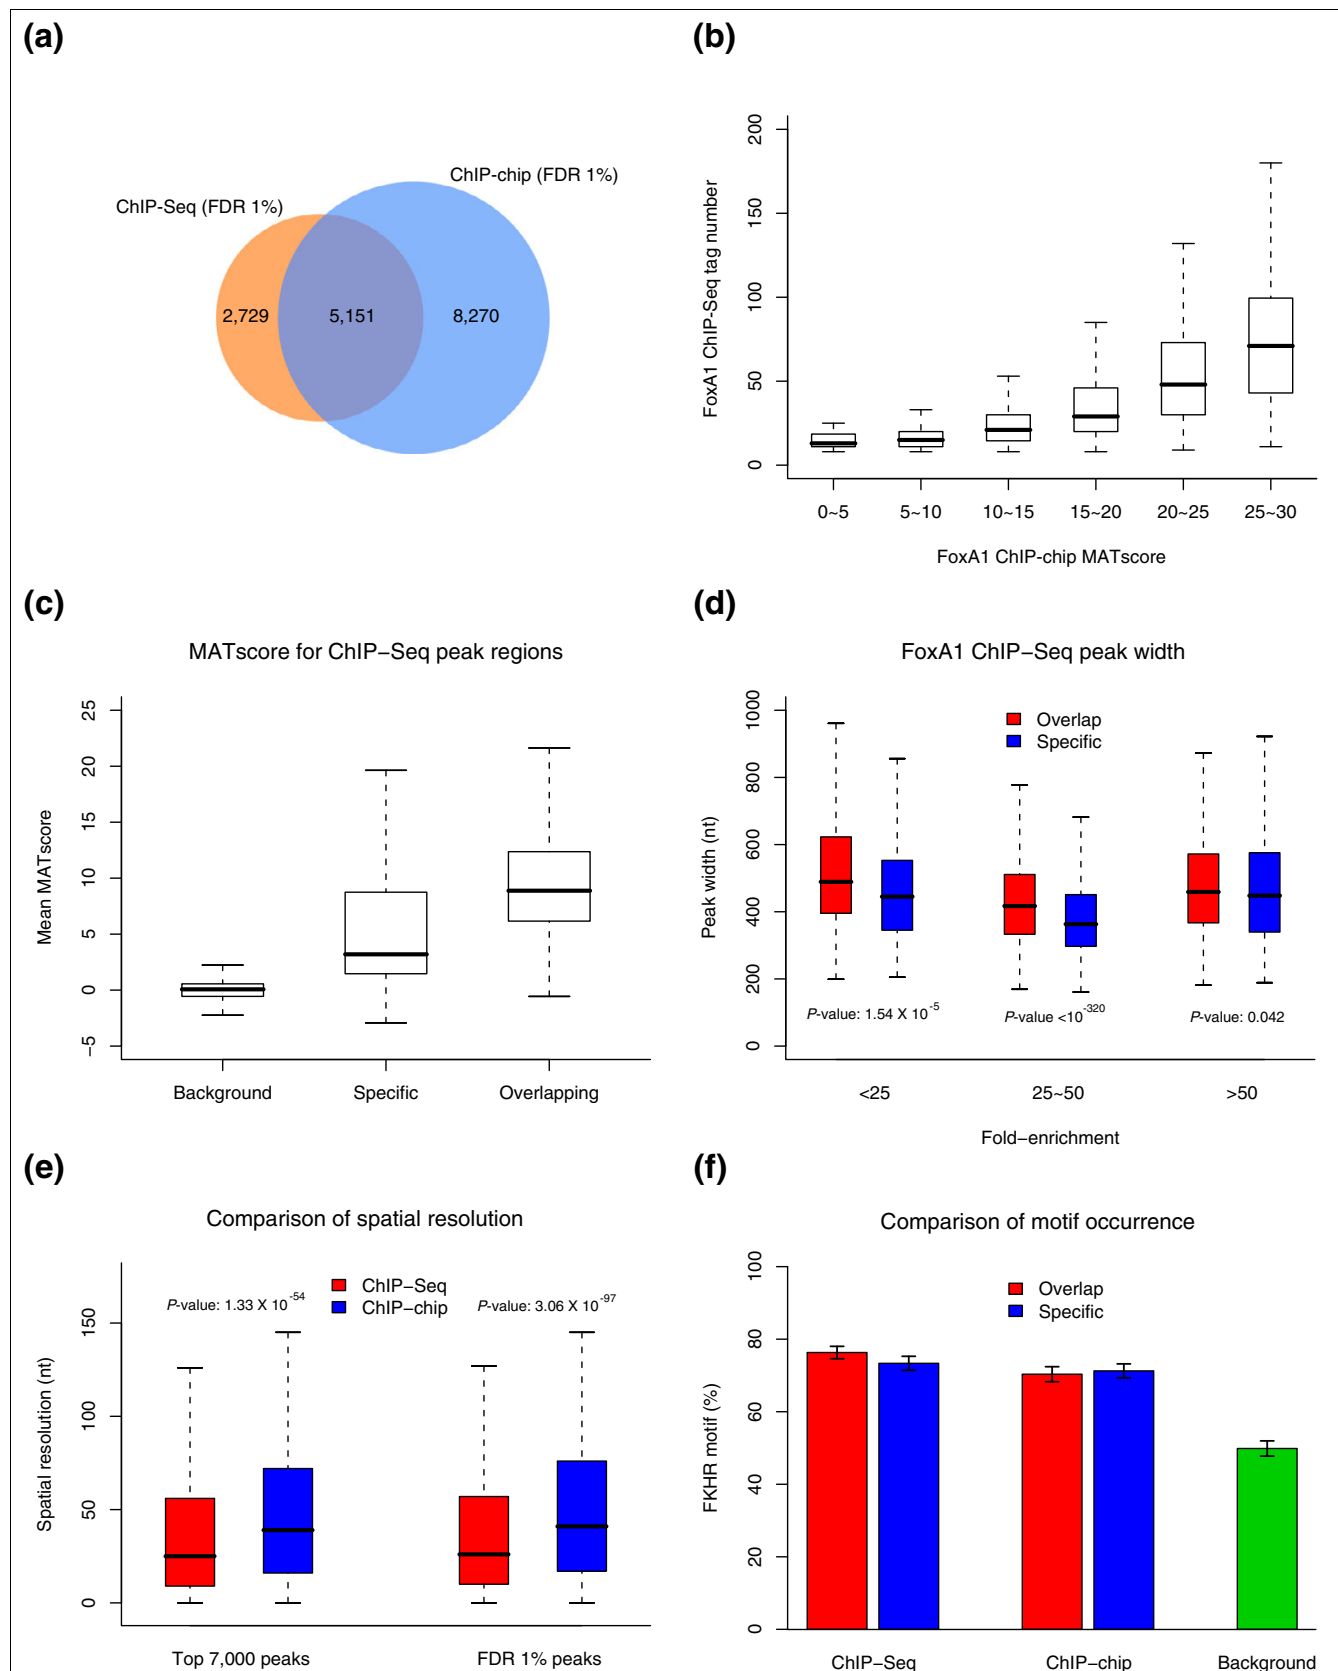 (a)
ChIP-chip (FDR 1%)
ChIP-Seq (FDR 1%)
2,729
5,151
8,270
(b)
FoxA1 ChIP-Seq tag number
200
150
100
50
0
0~5
5~10
10~15
15~20
20~25
25~30
FoxA1 ChIP-chip MATscore
(c)
MATscore for ChIP−Seq peak regions
Mean MATscore
25
20
15
10
5
0
−5
Background
Specific
Overlapping
(d)
FoxA1 ChIP−Seq peak width
Overlap
Specific
Peak width (nt)
1000
800
600
400
200
0
P-value: 1.54 X 10-5
P-value <10-320
P-value: 0.042
<25
25~50
>50
Fold−enrichment
(e)
Comparison of spatial resolution
ChIP−Seq
ChIP−chip
P-value: 1.33 X 10-54
P-value: 3.06 X 10-97
Spatial resolution (nt)
150
100
50
0
Top 7,000 peaks
FDR 1% peaks
(f)
Comparison of motif occurrence
Overlap
Specific
FKHR motif (%)
100
80
60
40
20
0
ChIP−Seq
ChIP−chip
Background